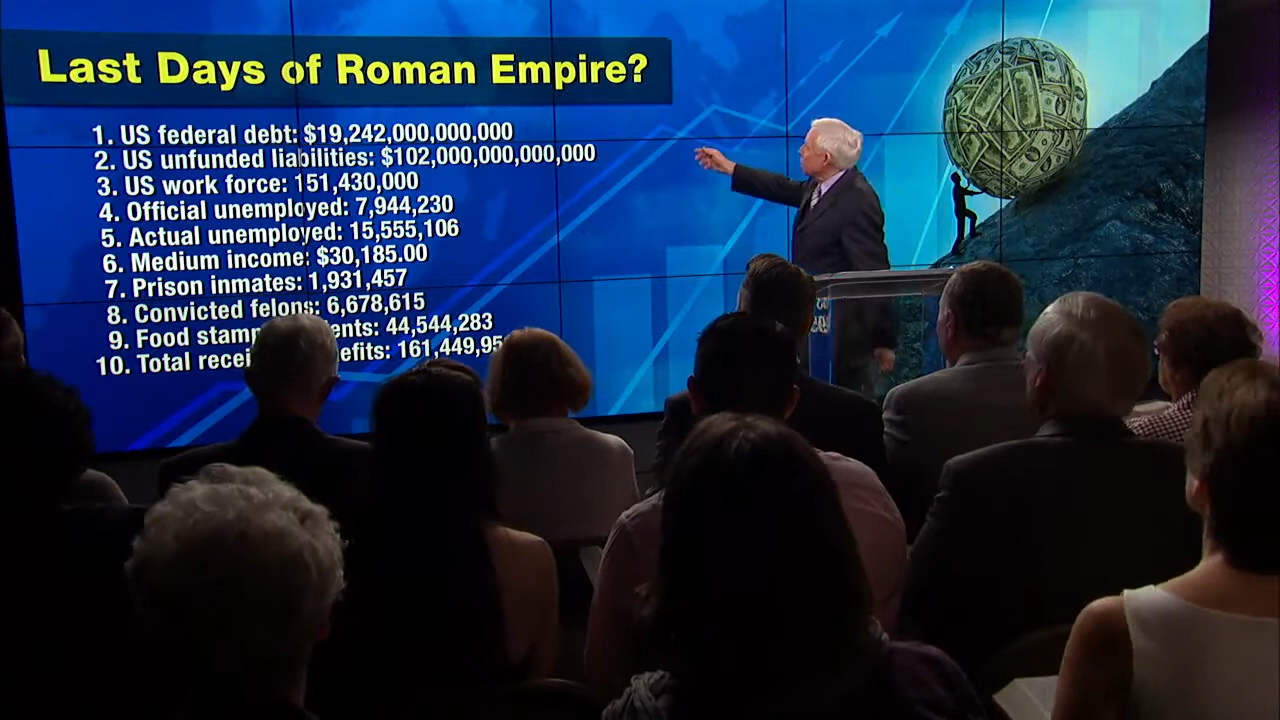 Last Days of Roman Empire?
1. US federal debt: $19,242,000,000,000
2. US unfunded liabilities: $102,000,000,000,000
3. US work force: 151,430,000
4. Official unemployed: 7,944,230
5. Actual unemployed: 15,555,106
6. Medium income: $30,185.00
7. Prison inmates: 1,931,457
8. Convicted felons: 6,678,615
9. Food 44,544,283
10. Total